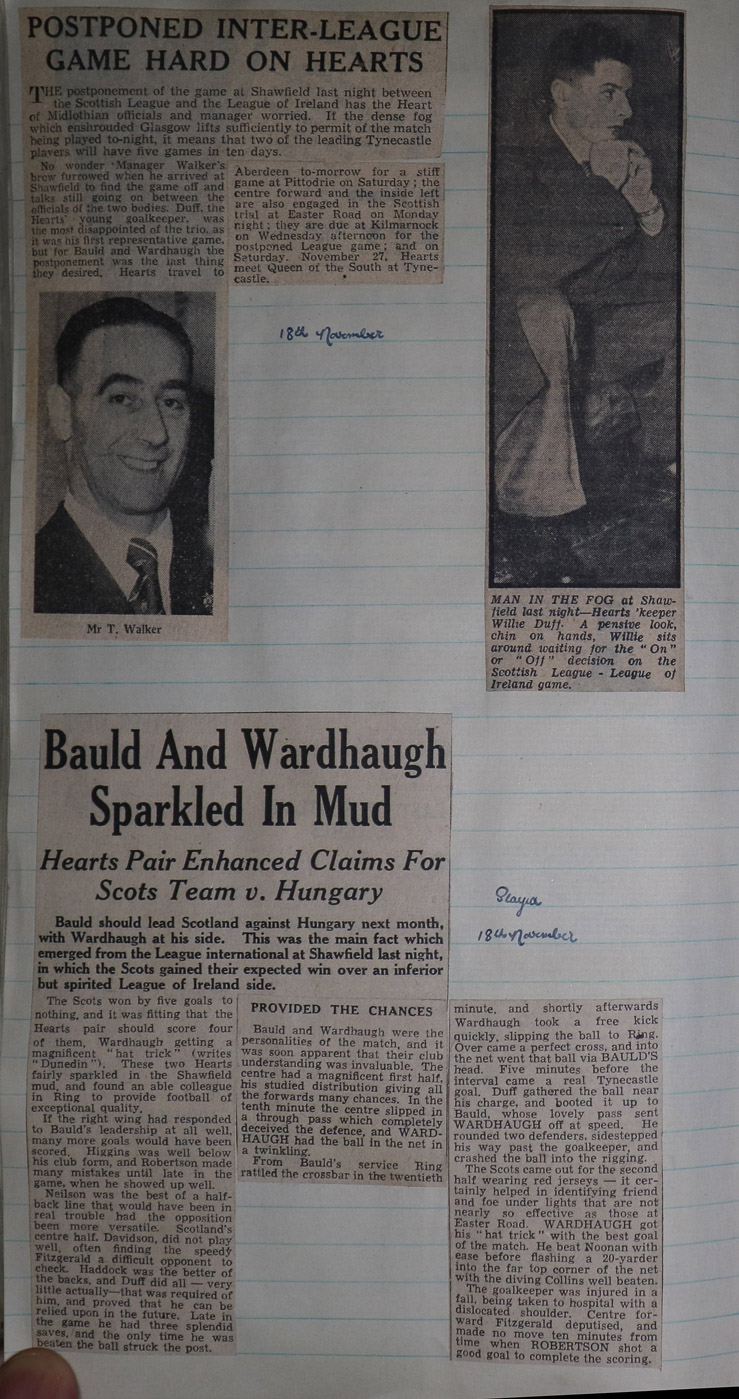 POSTPONED INTER-LEAGUE
GAME HARD ON HEARTS
THE postponement of the game at Shawfield last night between
the Scottish League and the League of Ireland has the Heart
of Midlothian officials and manager worried. If the dense fog
which enshrouded Glasgow lifts sufficiently to permit of the match
being played to-night, it means that two of the leading Tynecastle
players will have five games in ten days.
No wonder Manager Walker's
brow furrowed when he arrived at
Shawfield to find the game off and
talks still going on between the
officials of the two bodies. Duff, the
Hearts' young goalkeeper, was
the most disappointed of the trio, as
it was his first representative game,
but for Bauld and Wardhaugh the
postponement was the last thing
they desired. Hearts travel to
Aberdeen to-morrow for a stiff
game at Pittodrie on Saturday; the
centre forward and the inside left
are also engaged in the Scottish
trial at Easter Road on Monday
night; they are due at Kilmarnock
on Wednesday afternoon for the
postponed League game; and on
Saturday, November 27, Hearts
meet Queen of the South at Tyne-
castle.
18th November
Mr T. Walker
MAN IN THE FOG at Shaw-
field last night—Hearts 'keeper
Willie Duff. A pensive look,
chin on hands, Willie sits
around waiting for the "On"
or "Off" decision on the
Scottish League - League of
Ireland game.
Bauld And Wardhaugh
Sparkled In Mud
Hearts Pair Enhanced Claims For
Scots Team v. Hungary
Bauld should lead Scotland against Hungary next month,
with Wardhaugh at his side. This was the main fact which
emerged from the League international at Shawfield last night,
in which the Scots gained their expected win over an inferior
but spirited League of Ireland side.
The Scots won by five goals to
nothing, and it was fitting that the
Hearts pair should score four
of them, Wardhaugh getting a
magnificent "hat trick" (writes
"Dunedin"). These two Hearts
fairly sparkled in the Shawfield
mud, and found an able colleague
in Ring to provide football of
exceptional quality.
If the right wing had responded
to Bauld's leadership at all well,
many more goals would have been
scored. Higgins was well below
his club form, and Robertson made
many mistakes until late in the
game, when he showed up well.
Neilson was the best of a half-
back line that would have been in
real trouble had the opposition
been more versatile. Scotland's
centre half, Davidson, did not play
well, often finding the speedy
Fitzgerald a difficult opponent to
check. Haddock was the better of
the backs, and Duff did all — very
little actually—that was required of
him, and proved that he can be
relied upon in the future. Late in
the game he had three splendid
saves, and the only time he was
beaten the ball struck the post.
PROVIDED THE CHANCES
Bauld and Wardhaugh were the
personalities of the match, and it
was soon apparent that their club
understanding was invaluable. The
centre had a magnificent first half,
his studied distribution giving all
the forwards many chances. In the
tenth minute the centre slipped in
a through pass which completely
deceived the defence, and WARD-
HAUGH had the ball in the net in
a twinkling.
From Bauld's service Ring
rattled the crossbar in the twentieth
Played
18th November
minute, and shortly afterwards
Wardhaugh took a free kick
quickly, slipping the ball to Ring.
Over came a perfect cross, and into
the net went that ball via BAULD'S
head. Five minutes before the
interval came a real Tynecastle
goal. Duff gathered the ball near
his charge, and booted it up to
Bauld, whose lovely pass sent
WARDHAUGH off at speed. He
rounded two defenders, sidestepped
his way past the goalkeeper, and
crashed the ball into the rigging.
The Scots came out for the second
half wearing red jerseys — it cer-
tainly helped in identifying friend
and foe under lights that are not
nearly so effective as those at
Easter Road. WARDHAUGH got
his "hat trick" with the best goal
of the match. He beat Noonan with
ease before flashing a 20-yarder
into the far top corner of the net
with the diving Collins well beaten.
The goalkeeper was injured in a
fall, being taken to hospital with a
dislocated shoulder. Centre for-
ward Fitzgerald deputised, and
made no move ten minutes from
time when ROBERTSON shot a
good goal to complete the scoring.